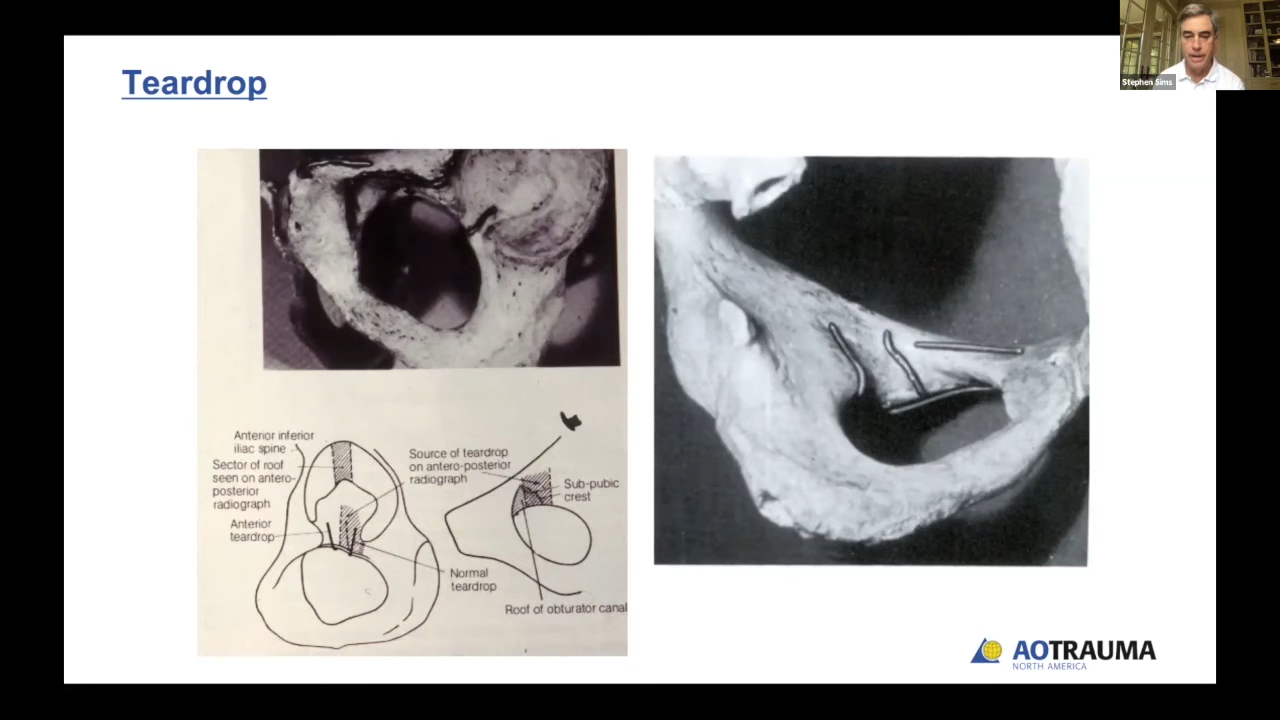 Stephen Sims
Teardrop
Anterior inferior
iliac spine
Sector of roof
seen on antero-
posterior
radiograph
Anterior
teardrop
Source of teardrop
on antero-posterior
radiograph
Sub-pubic
crest
Normal
teardrop
Roof of obturator canal
AOTRAUMA
NORTH AMERICA